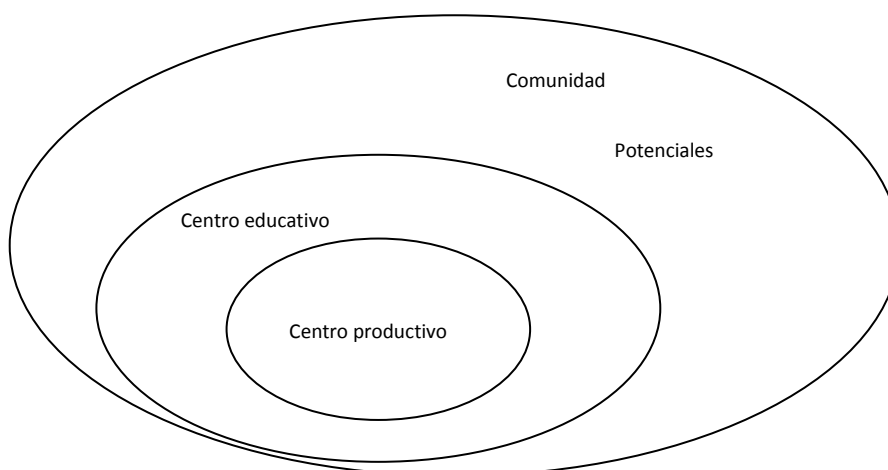 Comunidad
Potenciales
Centro educativo
Centro productivo